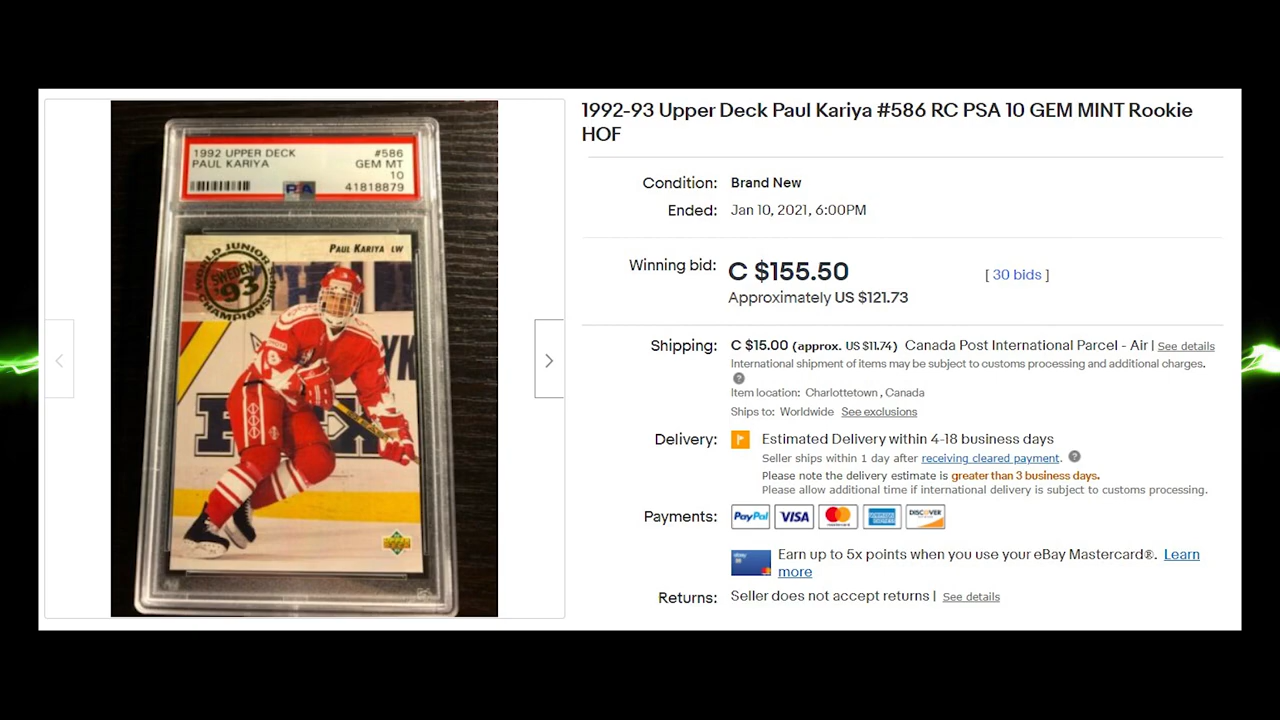 1992-93 Upper Deck Paul Kariya #586 RC PSA 10 GEM MINT Rookie
HOF
1992 UPPER DECK #586
PAUL KARIYA GEM MT
10
PSA 41818879
PAUL KARIYA LW
WORLD JUNIOR
SWEDEN
'93
CHAMPIONSHIPS
Condition: Brand New
Ended: Jan 10, 2021, 6:00PM
Winning bid: C $155.50 [ 30 bids ]
Approximately US $121.73
Shipping: C $15.00 (approx. US $11.74) Canada Post International Parcel - Air | See details
International shipment of items may be subject to customs processing and additional charges.
?
Item location: Charlottetown, Canada
Ships to: Worldwide See exclusions
Delivery: Estimated Delivery within 4-18 business days
Seller ships within 1 day after receiving cleared payment. ?
Please note the delivery estimate is greater than 3 business days.
Please allow additional time if international delivery is subject to customs processing.
Payments: PayPal VISA mastercard AMERICAN EXPRESS DISCOVER
ebay Earn up to 5x points when you use your eBay Mastercard®. Learn
more
Returns: Seller does not accept returns | See details